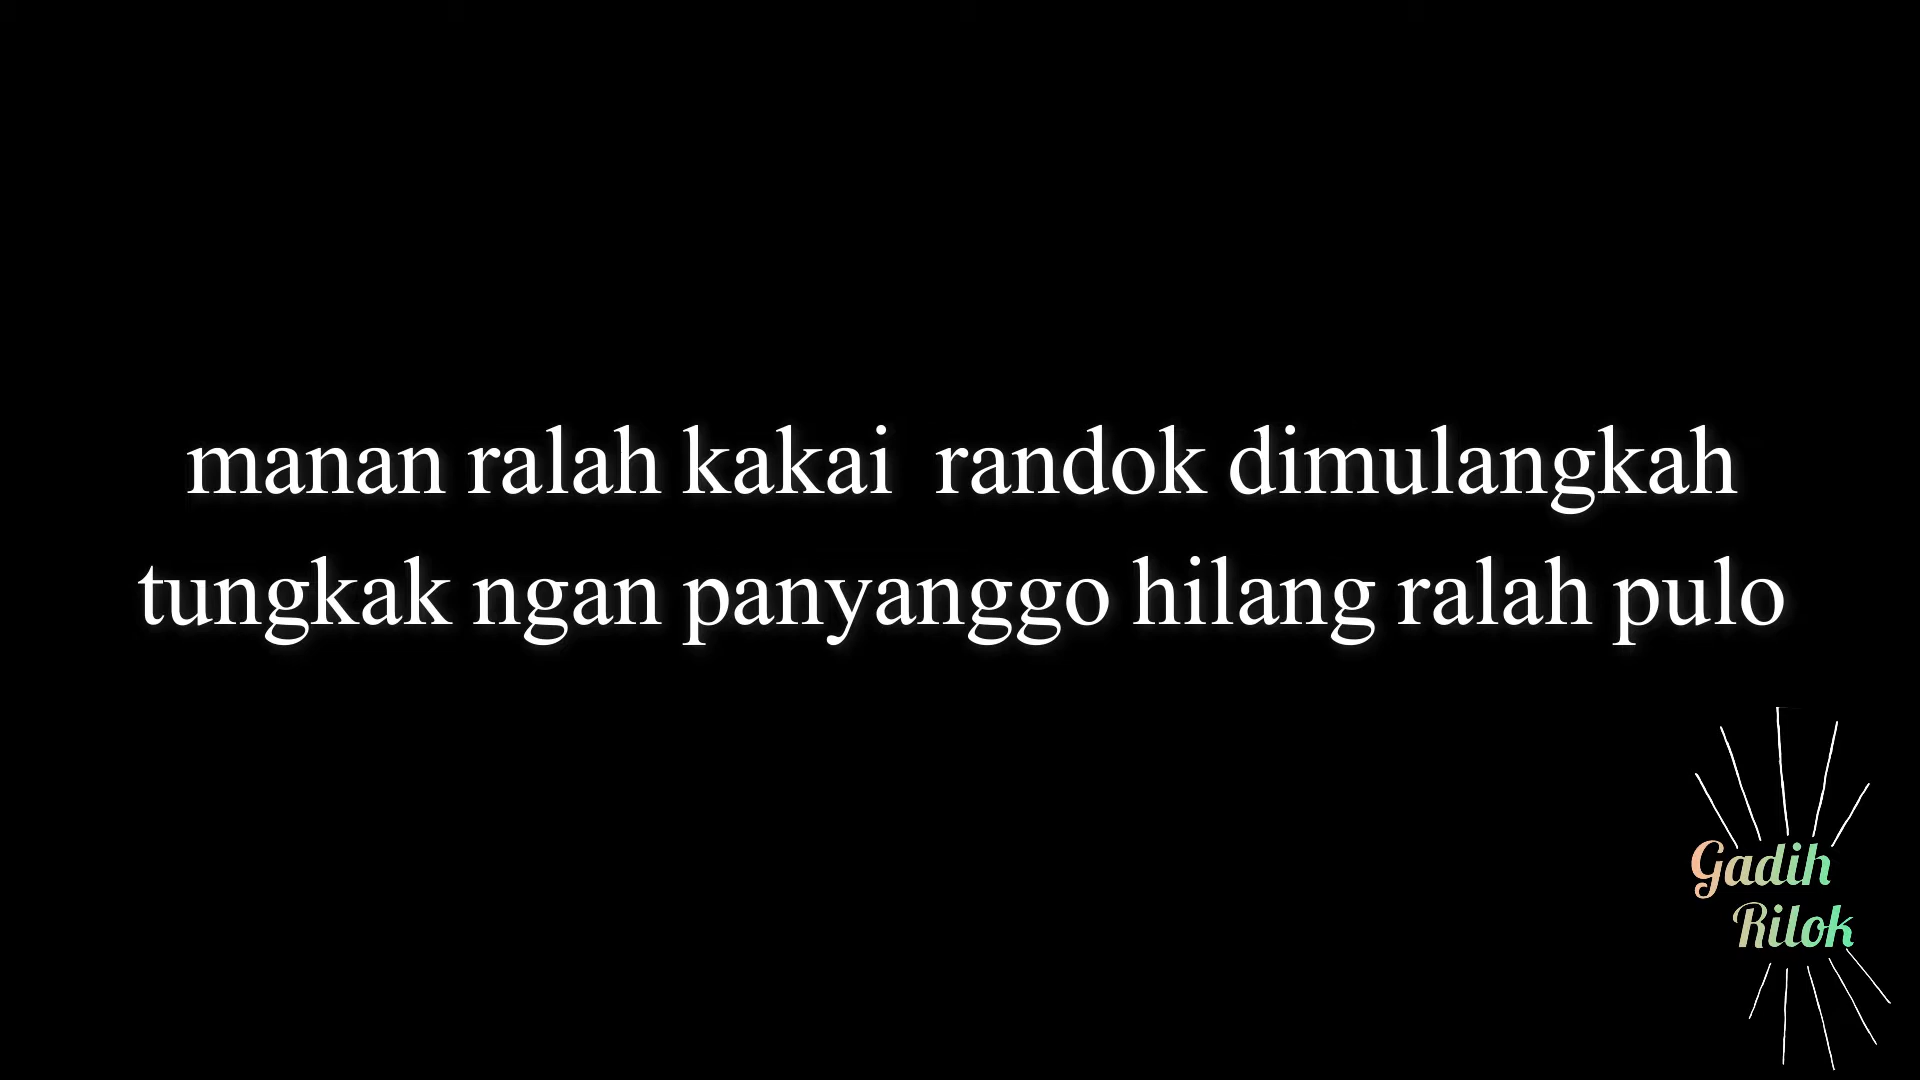 manan ralah kakai  randok dimulangkah
tungkak ngan panyanggo hilang ralah pulo
Gadih
Rilok